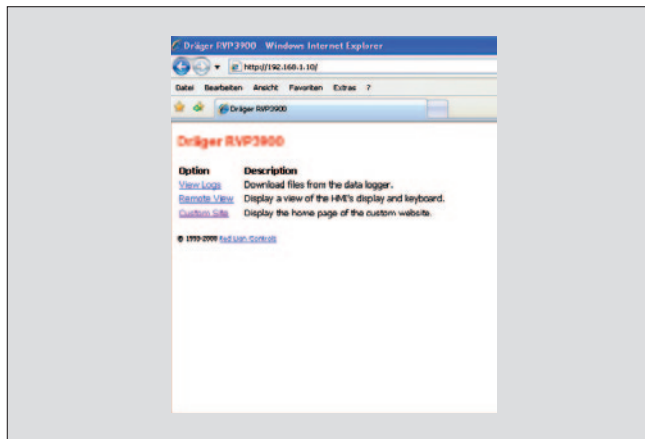 Dräger RVP3900 Windows Internet Explorer
http://192.168.1.10/
Datei Bearbeiten Ansicht Favoriten Extras ?
Dräger RVP3900
Dräger RVP3900
Option Description
View Logs Download files from the data logger.
Remote View Display a view of the HMI's display and keyboard.
Custom Site Display the home page of the custom website.
Red Lion Controls